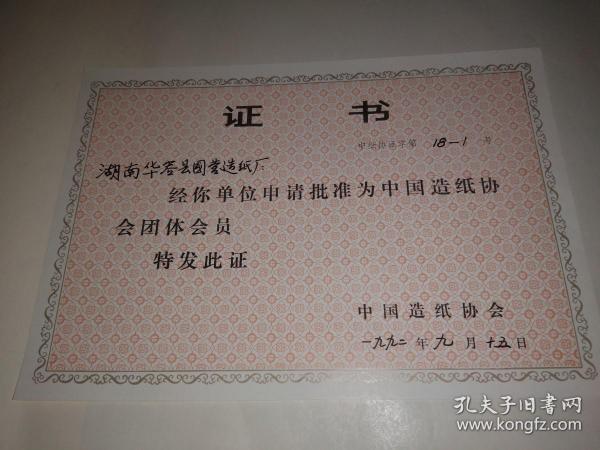 证书
中纸协证字第 18-1 号
湖南华容县国营造纸厂
经你单位申请批准为中国造纸协
会团体会员
特发此证
中国造纸协会
一九九二年九月十五日
孔夫子旧书网
www.kongfz.com